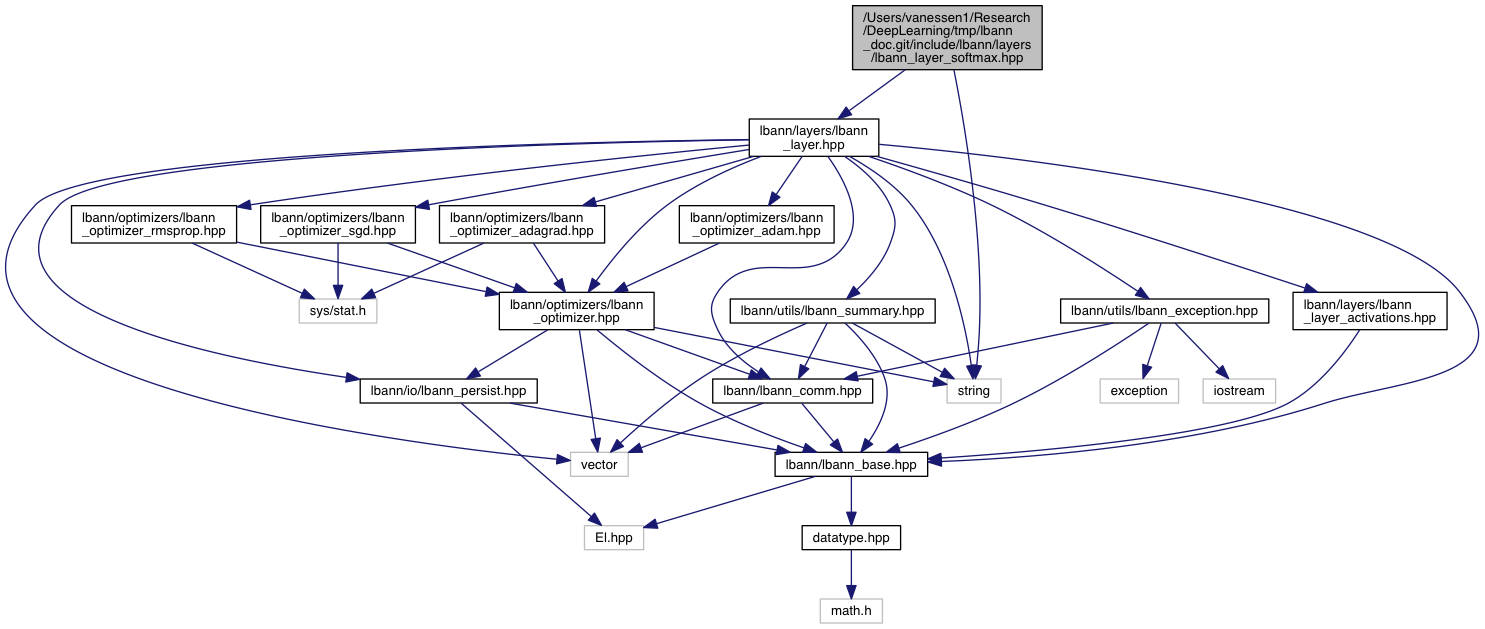 /Users/vanessen1/Research
/DeepLearning/tmp/lbann
_doc.git/include/lbann/layers
/lbann_layer_softmax.hpp
lbann/layers/lbann
_layer.hpp
lbann/optimizers/lbann
_optimizer_rmsprop.hpp
lbann/optimizers/lbann
_optimizer_sgd.hpp
lbann/optimizers/lbann
_optimizer_adagrad.hpp
lbann/optimizers/lbann
_optimizer_adam.hpp
sys/stat.h
lbann/optimizers/lbann
_optimizer.hpp
lbann/utils/lbann_summary.hpp
lbann/utils/lbann_exception.hpp
lbann/layers/lbann
_layer_activations.hpp
lbann/io/lbann_persist.hpp
lbann/lbann_comm.hpp
string
exception
iostream
vector
lbann/lbann_base.hpp
El.hpp
datatype.hpp
math.h